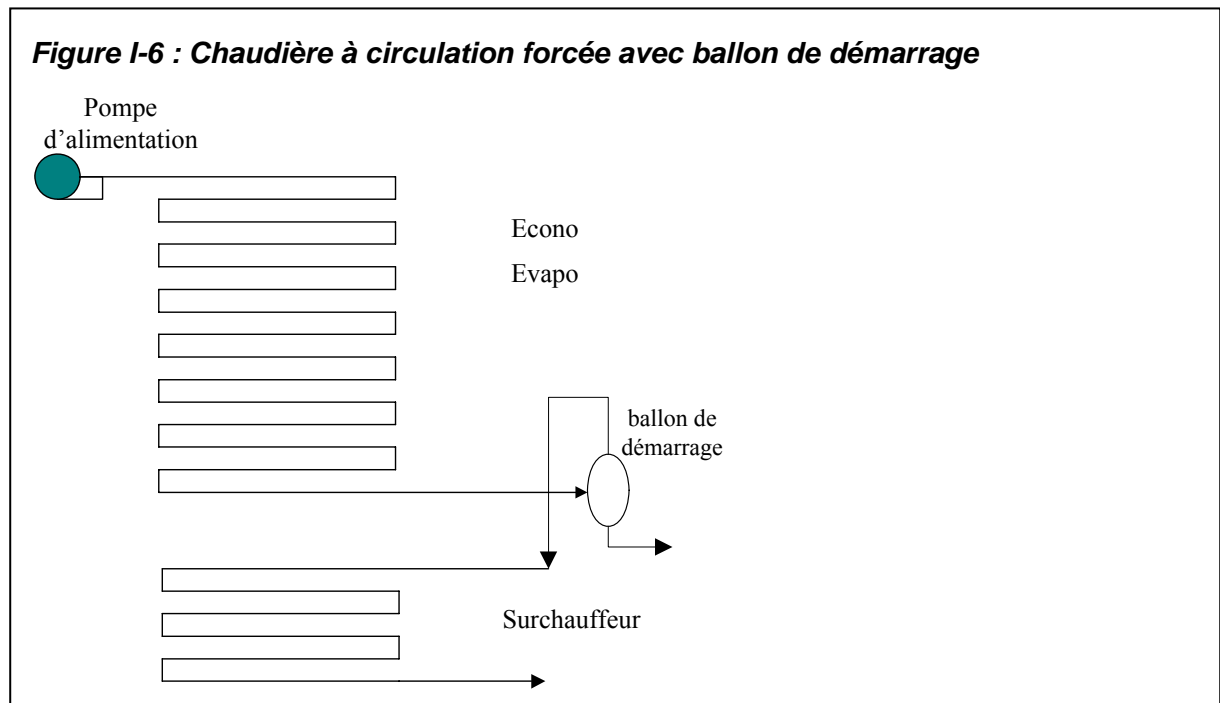 Figure I-6 : Chaudière à circulation forcée avec ballon de démarrage
Pompe
d'alimentation
Econo
Evapo
ballon de
démarrage
Surchauffeur